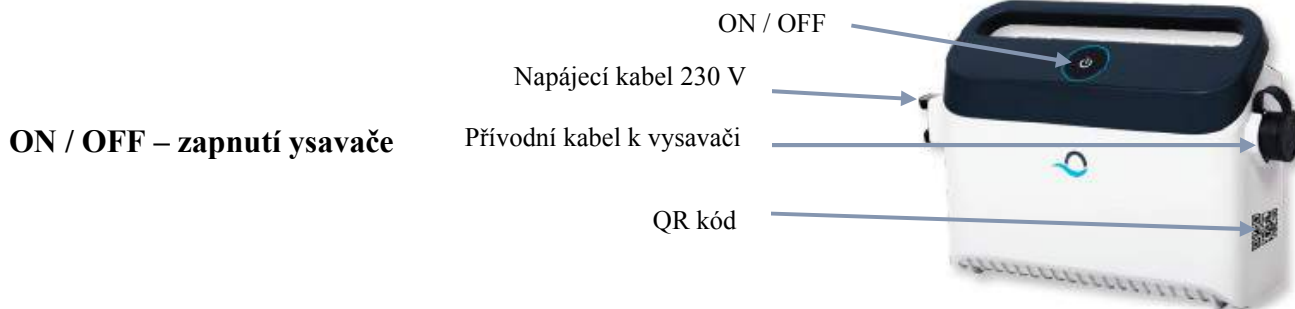 ON / OFF
Napájecí kabel 230 V
ON / OFF – zapnutí ysavače
Přívodní kabel k vysavači
QR kód